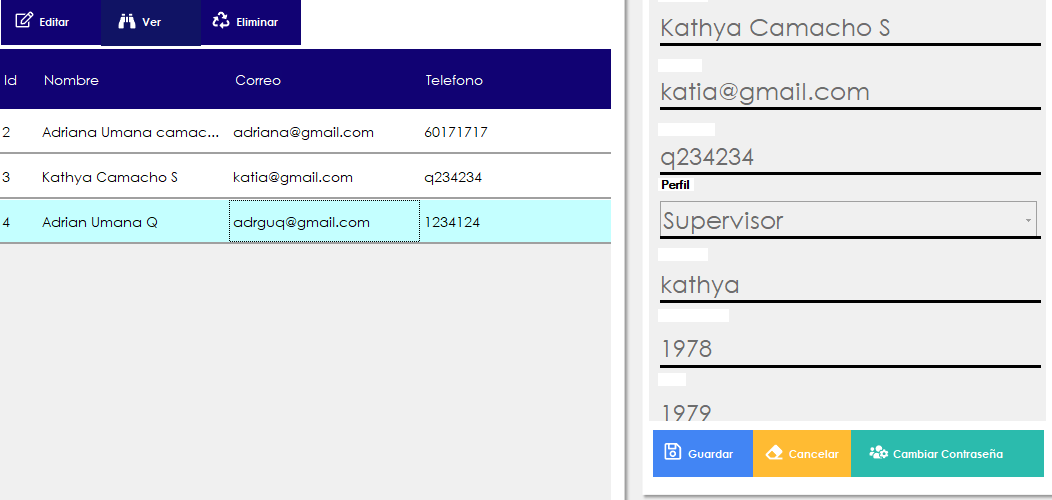 Editar Ver Eliminar
Id Nombre Correo Telefono
2 Adriana Umana camac... adriana@gmail.com 60171717
3 Kathya Camacho S katia@gmail.com q234234
4 Adrian Umana Q adrguq@gmail.com 1234124
Kathya Camacho S
katia@gmail.com
q234234
Perfil
Supervisor
kathya
1978
1979
Guardar Cancelar Cambiar Contraseña